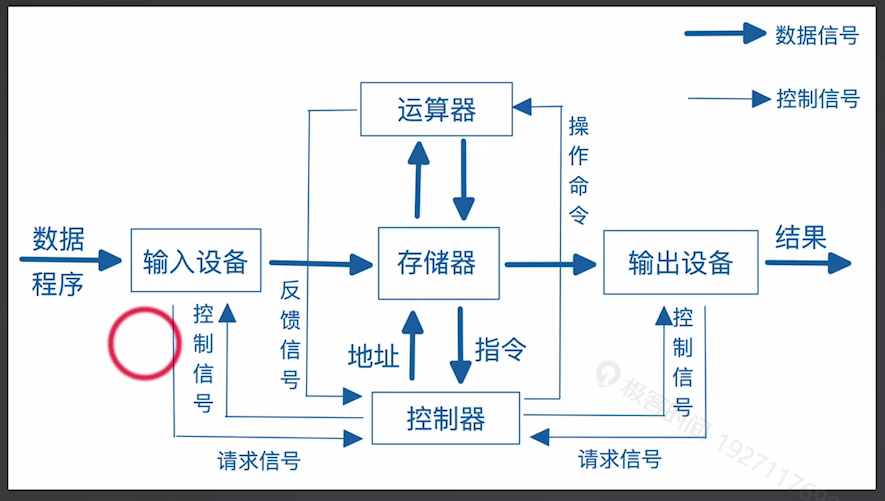 数据信号
控制信号
运算器
操作命令
数据
程序
输入设备
存储器
输出设备
结果
控制信号
反馈信号
地址
指令
控制信号
控制器
请求信号
请求信号
极客时间